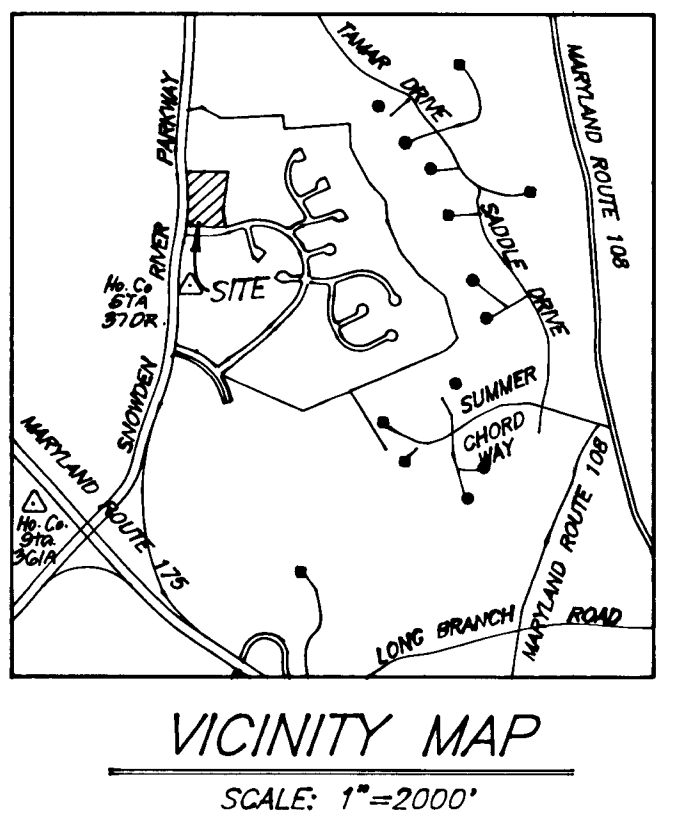 TAMAR DRIVE
MARYLAND ROUTE 108
SNOWDEN RIVER PARKWAY
SADDLE DRIVE
Ho. Co
STA
37DR.
SITE
SUMMER
CHORD
WAY
MARYLAND ROUTE 175
Ho. Co.
Sta.
361A
MARYLAND ROUTE 108
LONG BRANCH ROAD
VICINITY MAP
SCALE: 1"=2000'